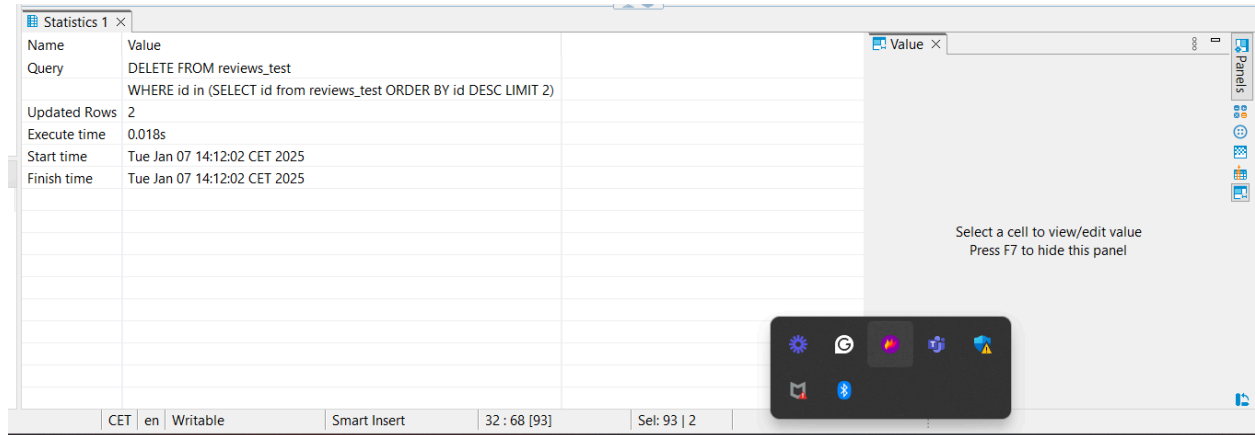 Statistics 1
Name Value
Query DELETE FROM reviews_test
WHERE id in (SELECT id from reviews_test ORDER BY id DESC LIMIT 2)
Updated Rows 2
Execute time 0.018s
Start time Tue Jan 07 14:12:02 CET 2025
Finish time Tue Jan 07 14:12:02 CET 2025
Value
Select a cell to view/edit value
Press F7 to hide this panel
Panels
CET en Writable Smart Insert 32 : 68 [93] Sel: 93 | 2